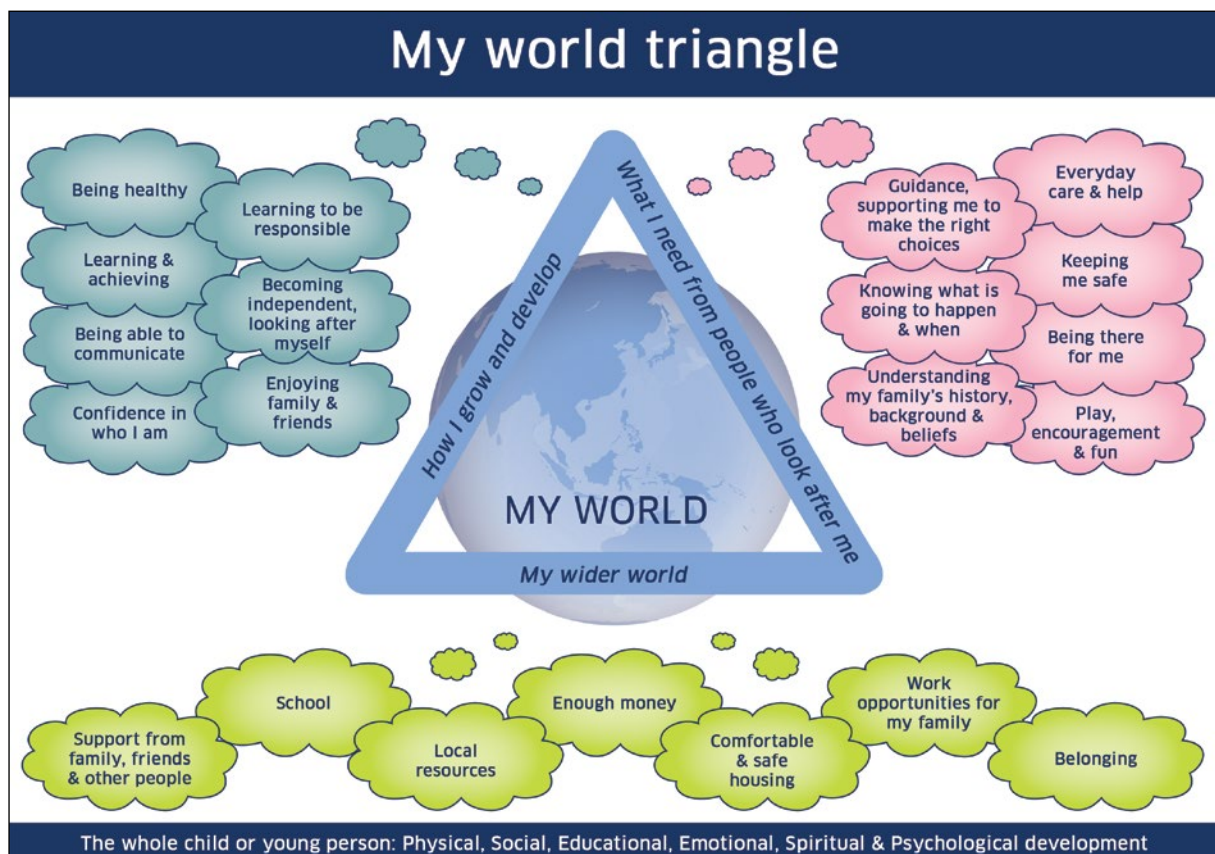 My world triangle
Being healthy
Learning to be
responsible
Learning &
achieving
Becoming
independent,
looking after
myself
Being able to
communicate
Enjoying
family &
friends
Confidence in
who I am
How I grow and develop
What I need from people who look after me
MY WORLD
My wider world
Everyday
care & help
Guidance,
supporting me to
make the right
choices
Keeping
me safe
Knowing what is
going to happen
& when
Being there
for me
Understanding
my family's history,
background &
beliefs
Play,
encouragement
& fun
Support from
family, friends
& other people
School
Local
resources
Enough money
Comfortable
& safe
housing
Work
opportunities for
my family
Belonging
The whole child or young person: Physical, Social, Educational, Emotional, Spiritual & Psychological development